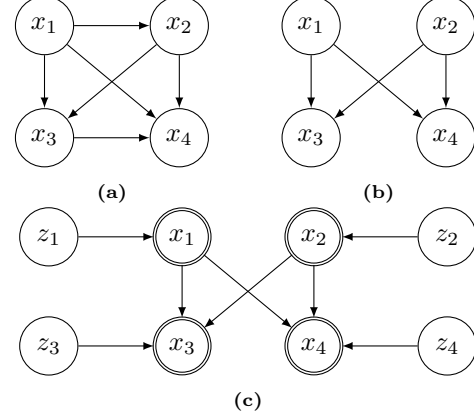 x₁ x₂
x₃ x₄
(a)
x₁ x₂
x₃ x₄
(b)
z₁ x₁ x₂ z₂
z₃ x₃ x₄ z₄
(c)